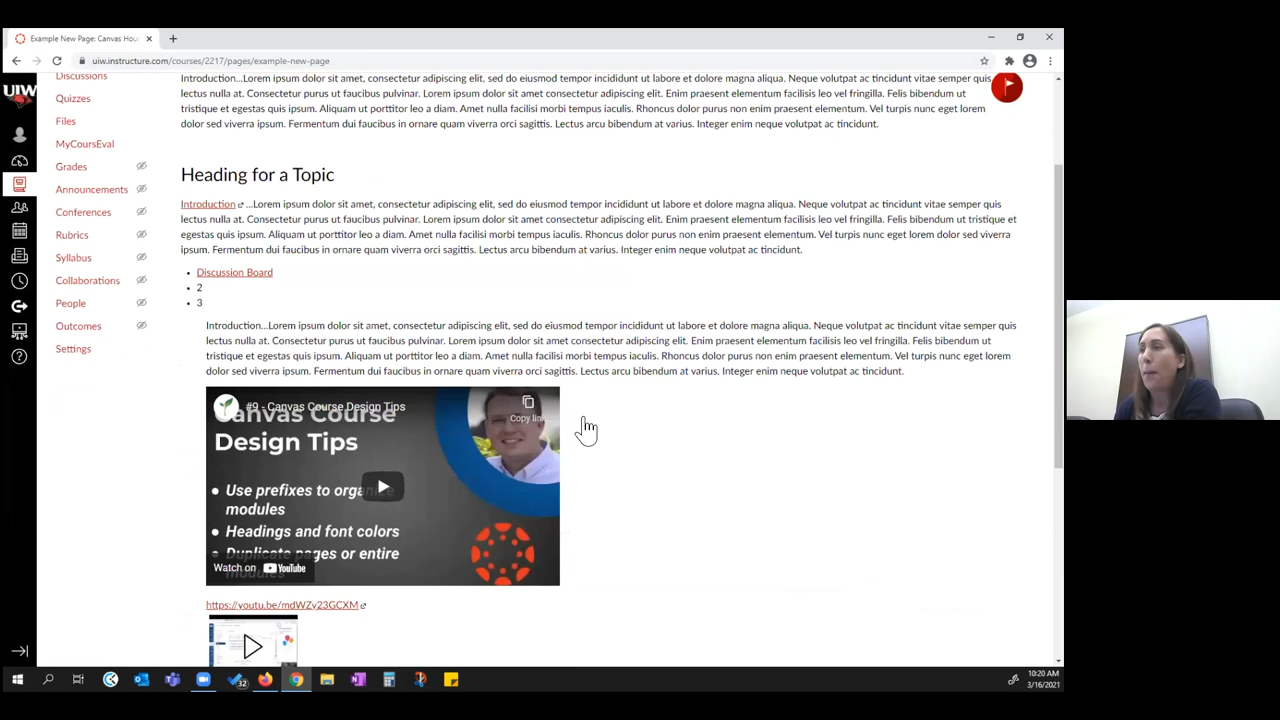 Example New Page: Canvas Hou
uiw.instructure.com/courses/2217/pages/example-new-page
UIW
Discussions
Quizzes
Files
MyCoursEval
Grades
Announcements
Conferences
Rubrics
Syllabus
Collaborations
People
Outcomes
Settings
Introduction...Lorem ipsum dolor sit amet, consectetur adipiscing elit, sed do eiusmod tempor incididunt ut labore et dolore magna aliqua. Neque volutpat ac tincidunt vitae semper quis
lectus nulla at. Consectetur purus ut faucibus pulvinar. Lorem ipsum dolor sit amet consectetur adipiscing elit. Enim praesent elementum facilisis leo vel fringilla. Felis bibendum ut
tristique et egestas quis ipsum. Aliquam ut porttitor leo a diam. Amet nulla facilisi morbi tempus iaculis. Rhoncus dolor purus non enim praesent elementum. Vel turpis nunc eget lorem
dolor sed viverra ipsum. Fermentum dui faucibus in ornare quam viverra orci sagittis. Lectus arcu bibendum at varius. Integer enim neque volutpat ac tincidunt.
Heading for a Topic
Introduction ...Lorem ipsum dolor sit amet, consectetur adipiscing elit, sed do eiusmod tempor incididunt ut labore et dolore magna aliqua. Neque volutpat ac tincidunt vitae semper quis
lectus nulla at. Consectetur purus ut faucibus pulvinar. Lorem ipsum dolor sit amet consectetur adipiscing elit. Enim praesent elementum facilisis leo vel fringilla. Felis bibendum ut tristique et
egestas quis ipsum. Aliquam ut porttitor leo a diam. Amet nulla facilisi morbi tempus iaculis. Rhoncus dolor purus non enim praesent elementum. Vel turpis nunc eget lorem dolor sed viverra
ipsum. Fermentum dui faucibus in ornare quam viverra orci sagittis. Lectus arcu bibendum at varius. Integer enim neque volutpat ac tincidunt.
• Discussion Board
• 2
• 3
Introduction...Lorem ipsum dolor sit amet, consectetur adipiscing elit, sed do eiusmod tempor incididunt ut labore et dolore magna aliqua. Neque volutpat ac tincidunt vitae semper quis
lectus nulla at. Consectetur purus ut faucibus pulvinar. Lorem ipsum dolor sit amet consectetur adipiscing elit. Enim praesent elementum facilisis leo vel fringilla. Felis bibendum ut
tristique et egestas quis ipsum. Aliquam ut porttitor leo a diam. Amet nulla facilisi morbi tempus iaculis. Rhoncus dolor purus non enim praesent elementum. Vel turpis nunc eget lorem
dolor sed viverra ipsum. Fermentum dui faucibus in ornare quam viverra orci sagittis. Lectus arcu bibendum at varius. Integer enim neque volutpat ac tincidunt.
#9 - Canvas Course Design Tips
Copy lin
Canvas Course
Design Tips
• Use prefixes to organize
modules
• Headings and font colors
• Duplicate pages or entire
modules
Watch on YouTube
https://youtu.be/mdWZy23GCXM
32
10:20 AM
3/16/2021